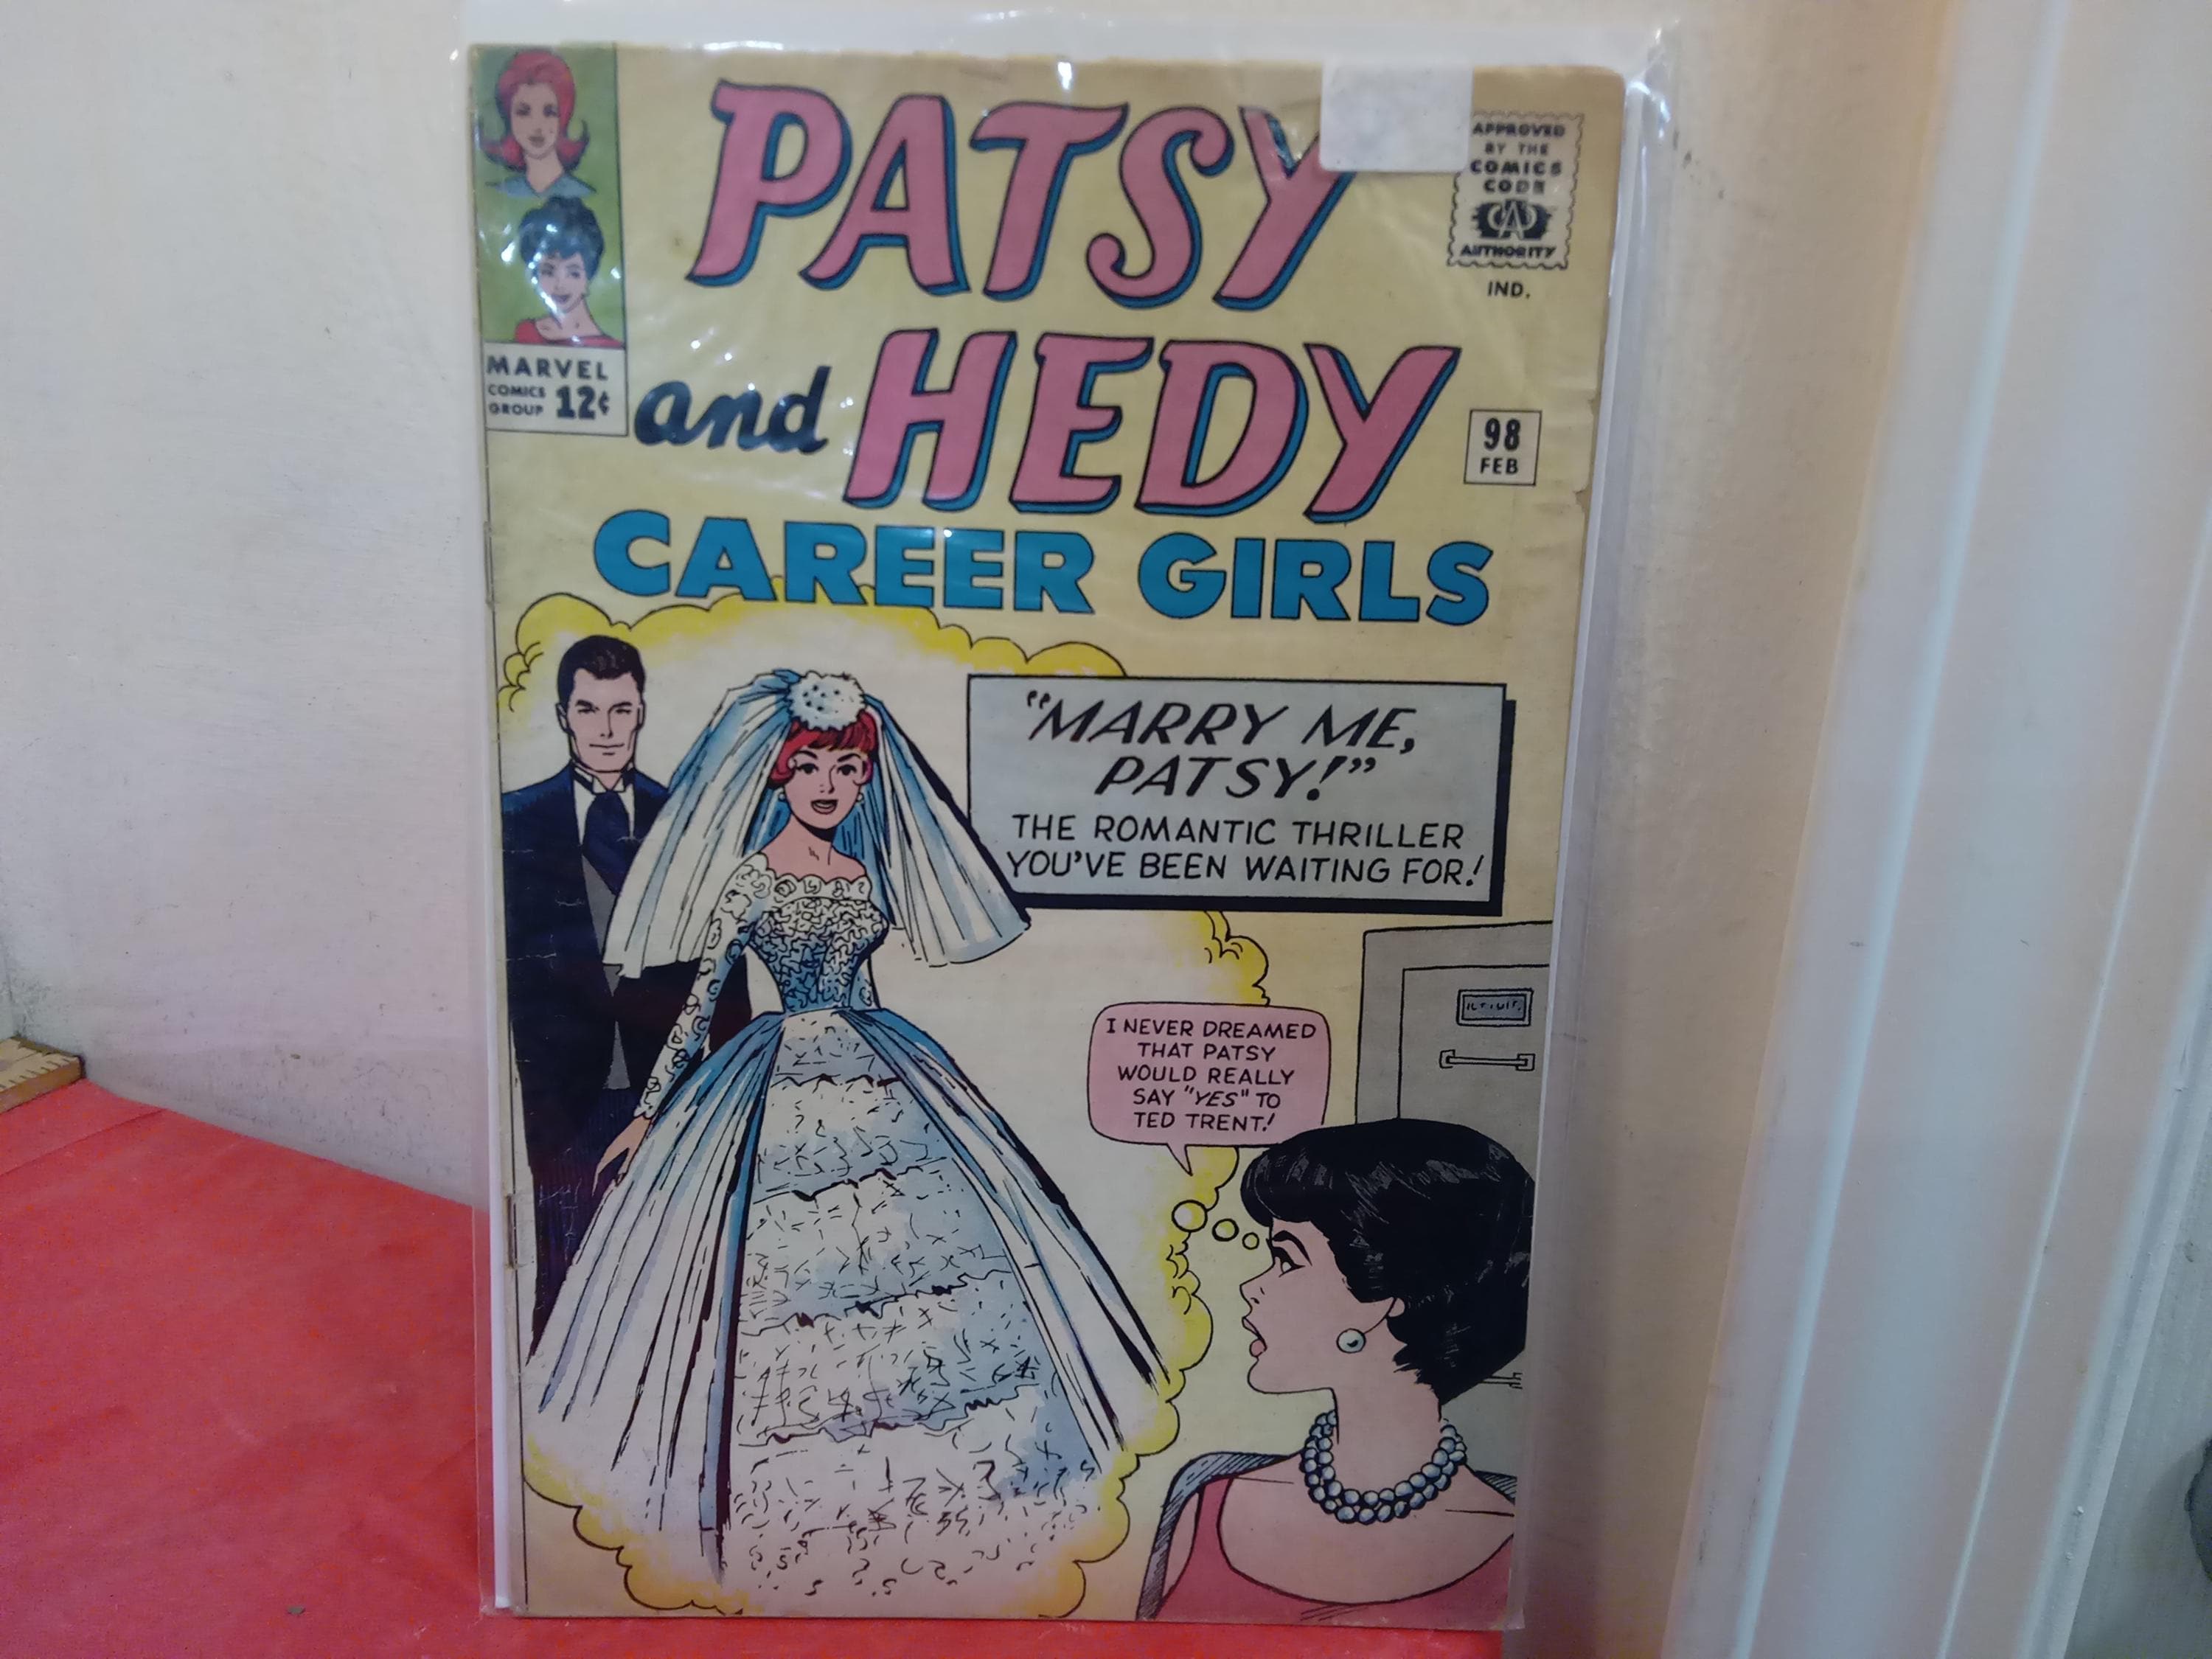 PATSY
and HEDY
CAREER GIRLS
APPROVED
BY THE
COMICS
CODE
CA
AUTHORITY
IND.
MARVEL
COMICS
GROUP 12¢
98
FEB
"MARRY ME,
PATSY!"
THE ROMANTIC THRILLER
YOU'VE BEEN WAITING FOR!
I NEVER DREAMED
THAT PATSY
WOULD REALLY
SAY "YES" TO
TED TRENT!